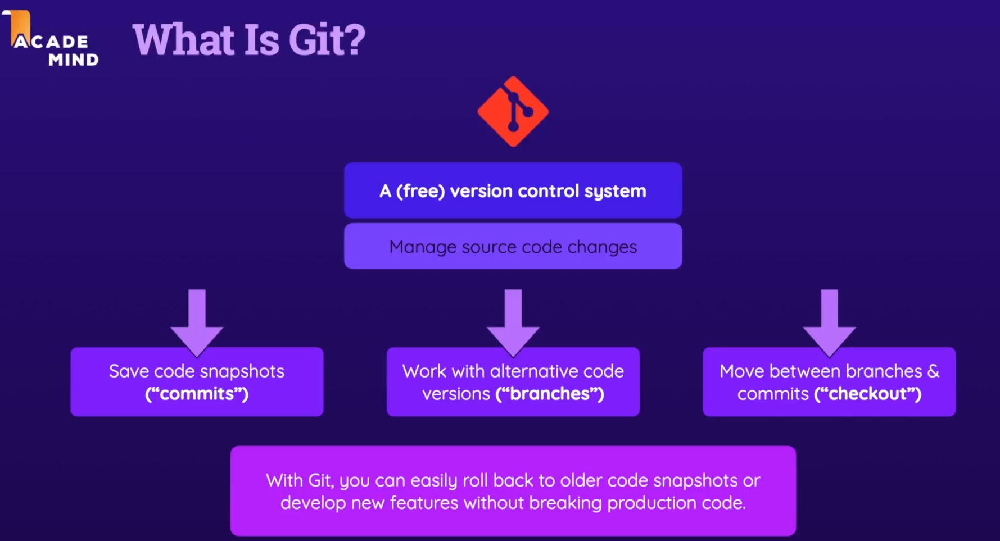 ACADE
MIND
What Is Git?
A (free) version control system
Manage source code changes
Save code snapshots
(“commits”)
Work with alternative code
versions (“branches”)
Move between branches &
commits (“checkout”)
With Git, you can easily roll back to older code snapshots or
develop new features without breaking production code.